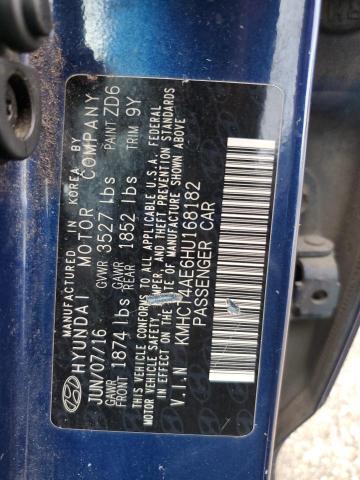 MANUFACTURED IN KOREA BY
HYUNDAI MOTOR COMPANY
JUN/07/16 GVWR 3527 lbs PAINT ZD6
GAWR FRONT 1874 lbs GAWR REAR 1852 lbs TRIM 9Y
THIS VEHICLE CONFORMS TO ALL APPLICABLE U.S.A. FEDERAL
MOTOR VEHICLE SAFETY, BUMPER, AND THEFT PREVENTION STANDARDS
IN EFFECT ON THE DATE OF MANUFACTURE SHOWN ABOVE
V.I.N KMHCT4AE6HU168182
PASSENGER CAR